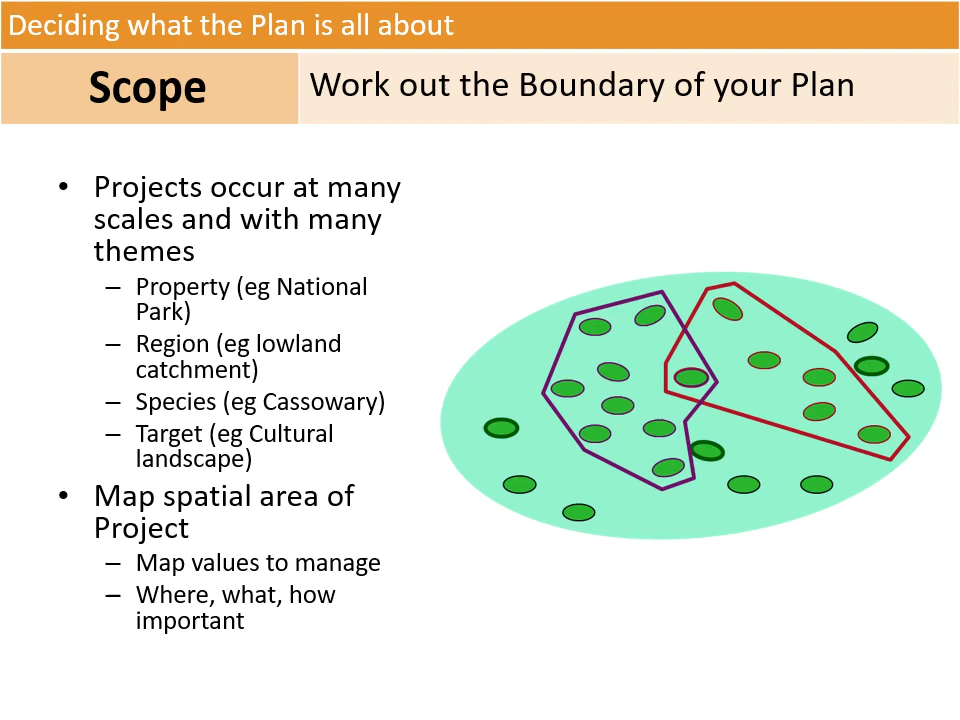 Deciding what the Plan is all about
Scope
Work out the Boundary of your Plan
• Projects occur at many
scales and with many
themes
– Property (eg National
Park)
– Region (eg lowland
catchment)
– Species (eg Cassowary)
– Target (eg Cultural
landscape)
• Map spatial area of
Project
– Map values to manage
– Where, what, how
important